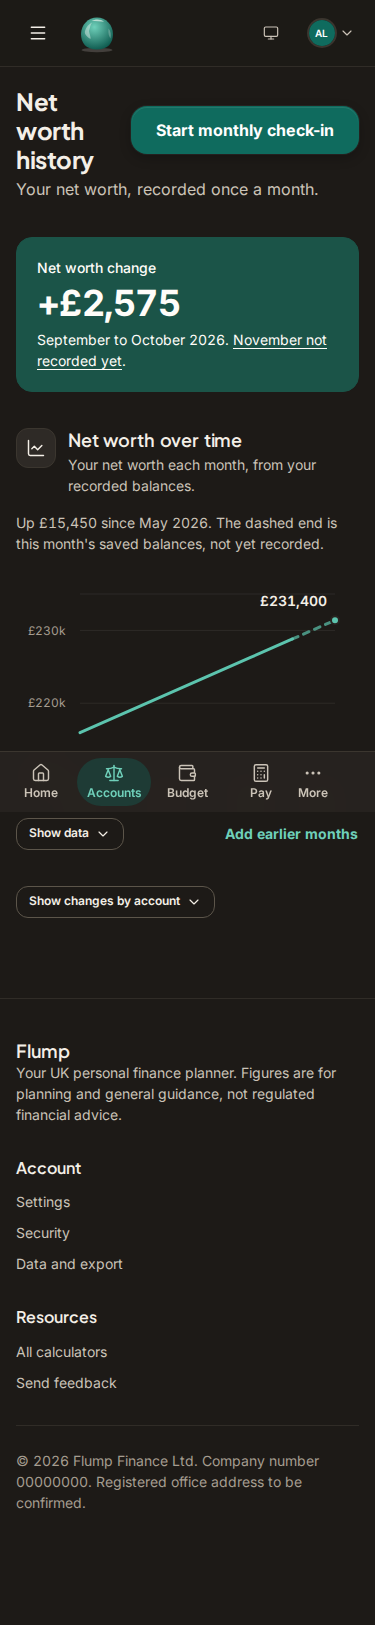 AL
Net
worth
history
Start monthly check-in
Your net worth, recorded once a month.
Net worth change
+£2,575
September to October 2026. November not
recorded yet.
Net worth over time
Your net worth each month, from your
recorded balances.
Up £15,450 since May 2026. The dashed end is
this month's saved balances, not yet recorded.
£231,400
£230k
£220k
Home Accounts Budget Pay More
Show data Add earlier months
Show changes by account
Flump
Your UK personal finance planner. Figures are for
planning and general guidance, not regulated
financial advice.
Account
Settings
Security
Data and export
Resources
All calculators
Send feedback
© 2026 Flump Finance Ltd. Company number
00000000. Registered office address to be
confirmed.